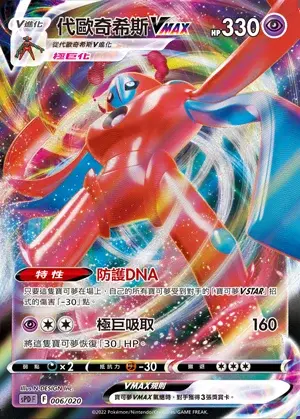 V進化
代歐奇希斯VMAX
HP330
從代歐奇希斯V進化
極巨化
特性 防護DNA
只要這隻寶可夢在場上，自己的所有寶可夢受到對手的「寶可夢VSTAR」招
式的傷害「-30」點。
極巨吸取 160
將這隻寶可夢恢復「30」HP。
弱點 ×2 抵抗力 -30 撤退
VMAX規則
當寶可夢VMAX氣絕時，對手獲得3張獎賞卡。
Illus. N-DESIGN Inc.
SPD F F 006/020
©2022 Pokémon/Nintendo/Creatures/GAME FREAK.